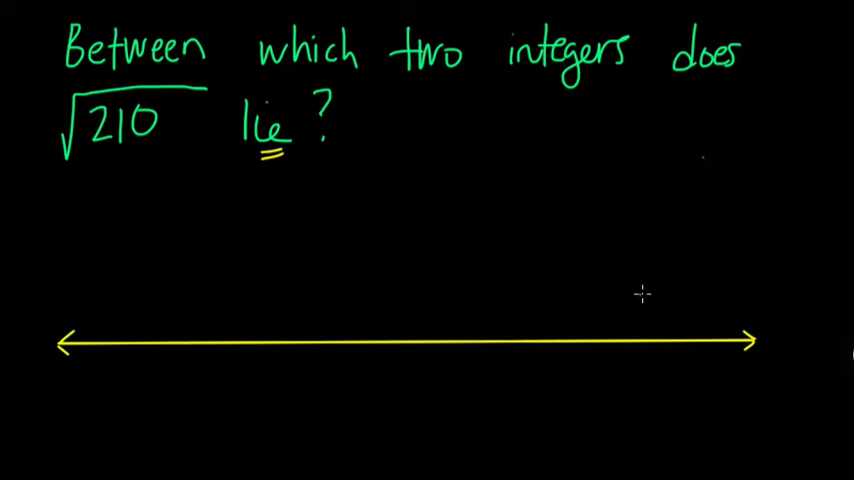 Between which two integers does
√210 lie?